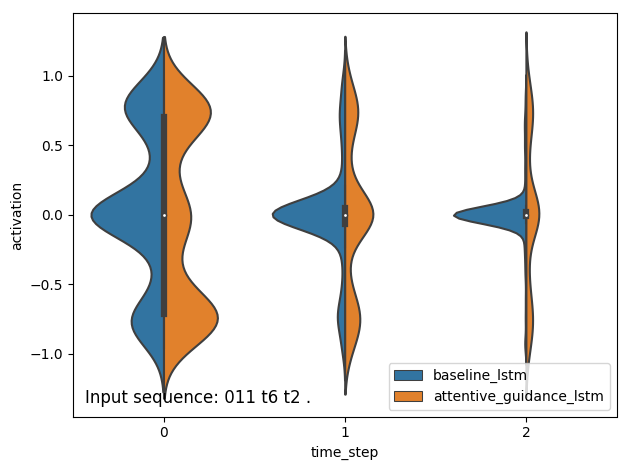 activation
1.0
0.5
0.0
−0.5
−1.0
Input sequence: 011 t6 t2 .
baseline_lstm
attentive_guidance_lstm
0 1 2
time_step